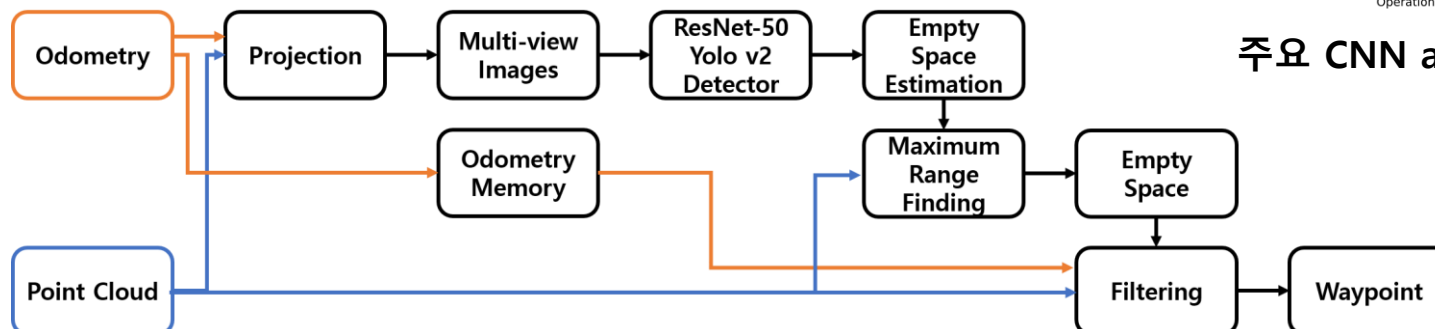 Operation
주요 CNN a
Odometry
Projection
Multi-view
Images
ResNet-50
Yolo v2
Detector
Empty
Space
Estimation
Odometry
Memory
Maximum
Range
Finding
Empty
Space
Point Cloud
Filtering
Waypoint